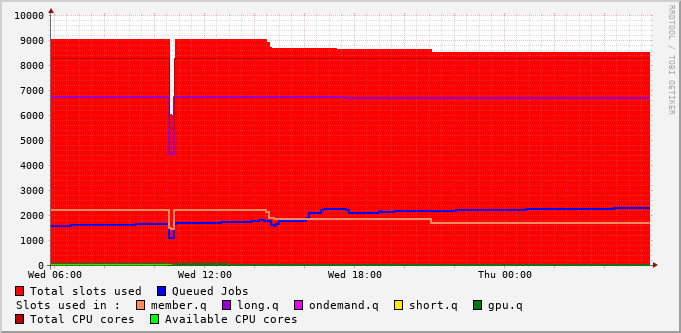 10000
9000
8000
7000
6000
5000
4000
3000
2000
1000
0
Wed 06:00 Wed 12:00 Wed 18:00 Thu 00:00
RRDTOOL / TOBI OETIKER
Total slots used Queued Jobs
Slots used in : member.q long.q ondemand.q short.q gpu.q
Total CPU cores Available CPU cores